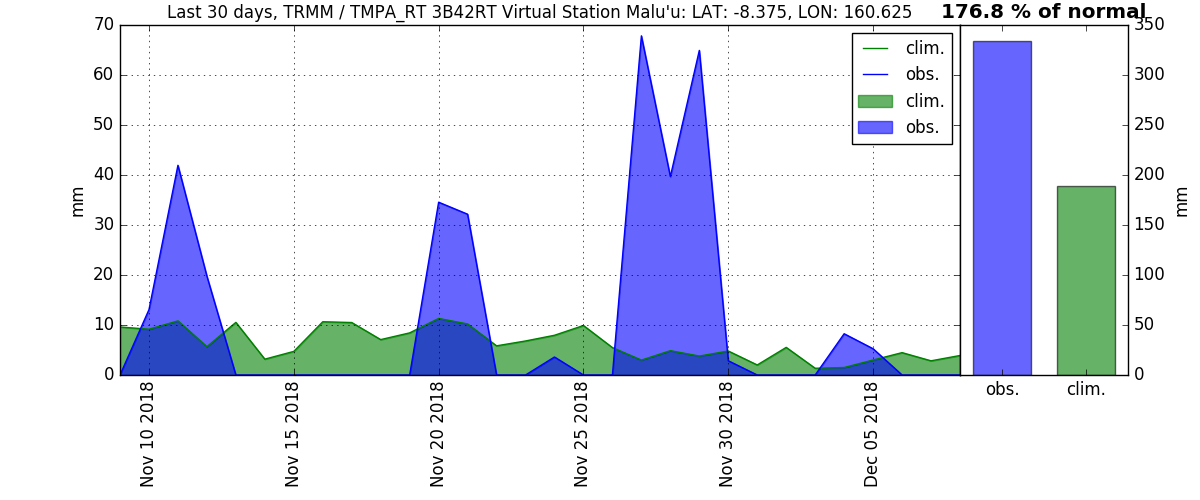 Last 30 days, TRMM / TMPA_RT 3B42RT Virtual Station Malu'u: LAT: -8.375, LON: 160.625
176.8 % of normal
70
60
50
40
30
20
10
0
mm
clim.
obs.
clim.
obs.
Nov 10 2018
Nov 15 2018
Nov 20 2018
Nov 25 2018
Nov 30 2018
Dec 05 2018
350
300
250
200
150
100
50
0
mm
obs.
clim.